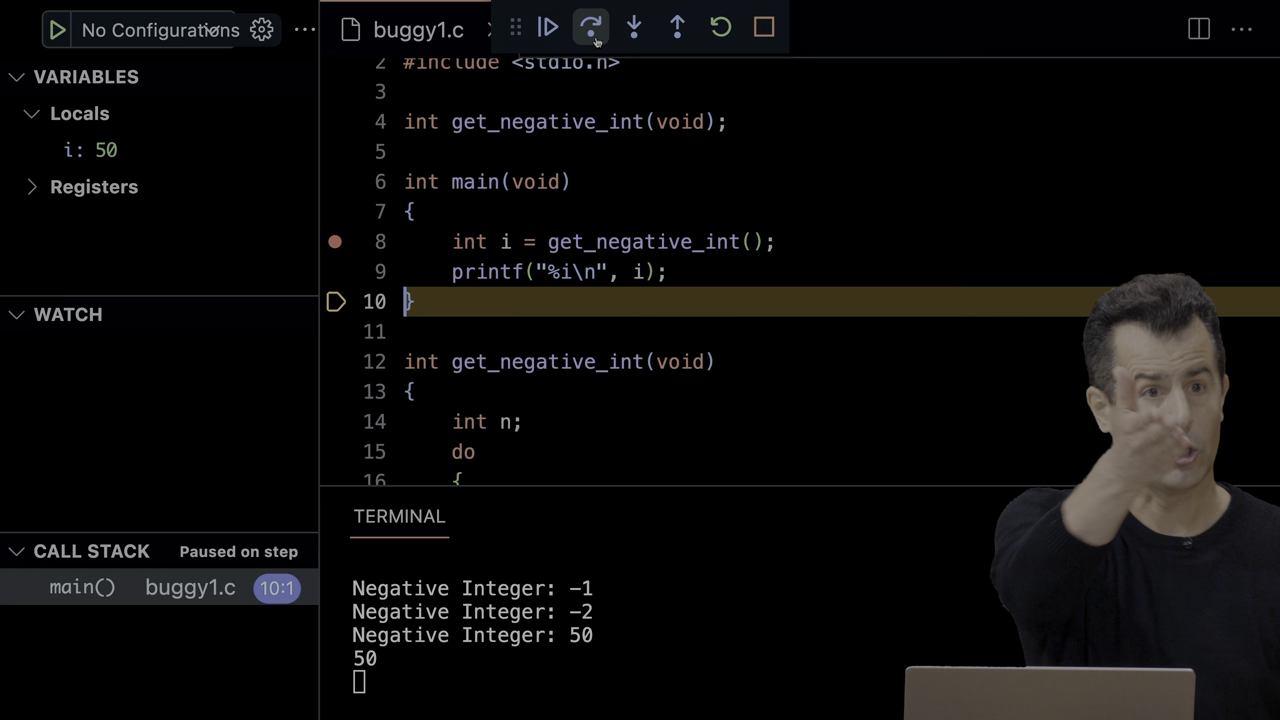 No Configurations
VARIABLES
Locals
i: 50
Registers
WATCH
CALL STACK Paused on step
main() buggy1.c 10:1
buggy1.c
2 #include <stdio.h>
3
4 int get_negative_int(void);
5
6 int main(void)
7 {
8 int i = get_negative_int();
9 printf("%i\n", i);
10 }
11
12 int get_negative_int(void)
13 {
14 int n;
15 do
16 {
TERMINAL
Negative Integer: -1
Negative Integer: -2
Negative Integer: 50
50